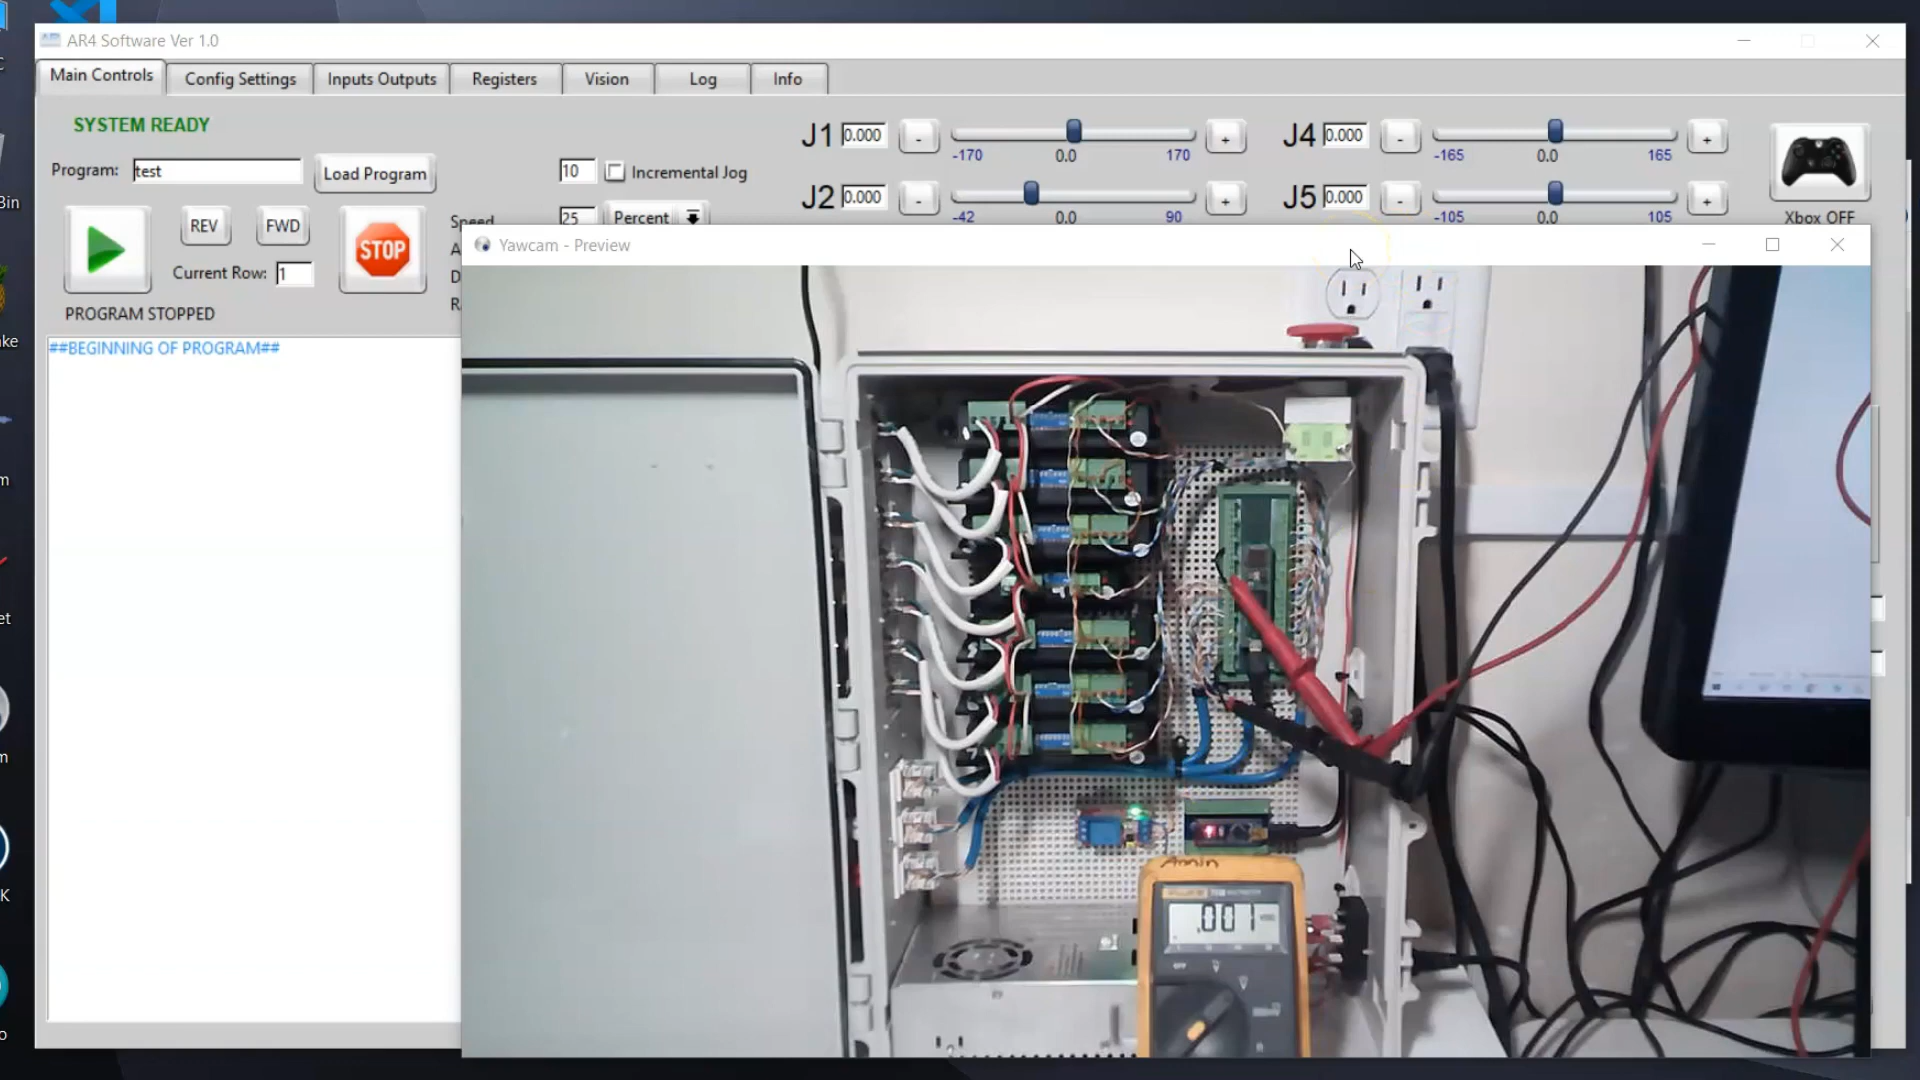 AR4 Software Ver 1.0
Main Controls
Config Settings
Inputs Outputs
Registers
Vision
Log
Info
SYSTEM READY
Program:
test
Load Program
10
Incremental Jog
Speed
25
Percent
REV
FWD
STOP
Current Row:
1
PROGRAM STOPPED
##BEGINNING OF PROGRAM##
J1
0.000
-
+
-170
0.0
170
J2
0.000
-
+
-42
0.0
90
J4
0.000
-
+
-165
0.0
165
J5
0.000
-
+
-105
0.0
105
Xbox OFF
Yawcam - Preview
.001